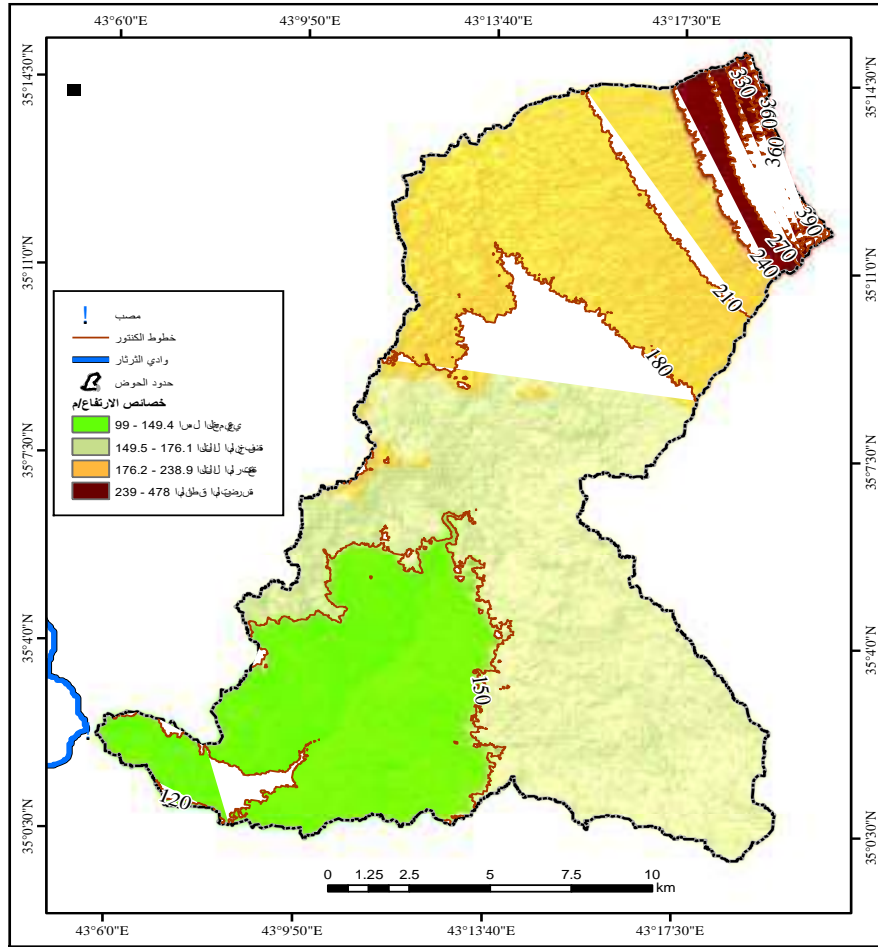 43°6'0"E 43°9'50"E 43°13'40"E 43°17'30"E
35°14'30"N
35°14'30"N
330
360
360
390
390
270
240
210
35°11'0"N
35°11'0"N
180
!
مصب
خطوط الكنتور
وادي الثرثار
حدود الحوض
خصائص الارتفاع/م
99 - 149.4
149.5 - 176.1
176.2 - 238.9
239 - 478
35°7'30"N
35°7'30"N
35°4'0"N
35°4'0"N
150
120
35°0'30"N
35°0'30"N
0 1.25 2.5 5 7.5 10
km
43°6'0"E 43°9'50"E 43°13'40"E 43°17'30"E